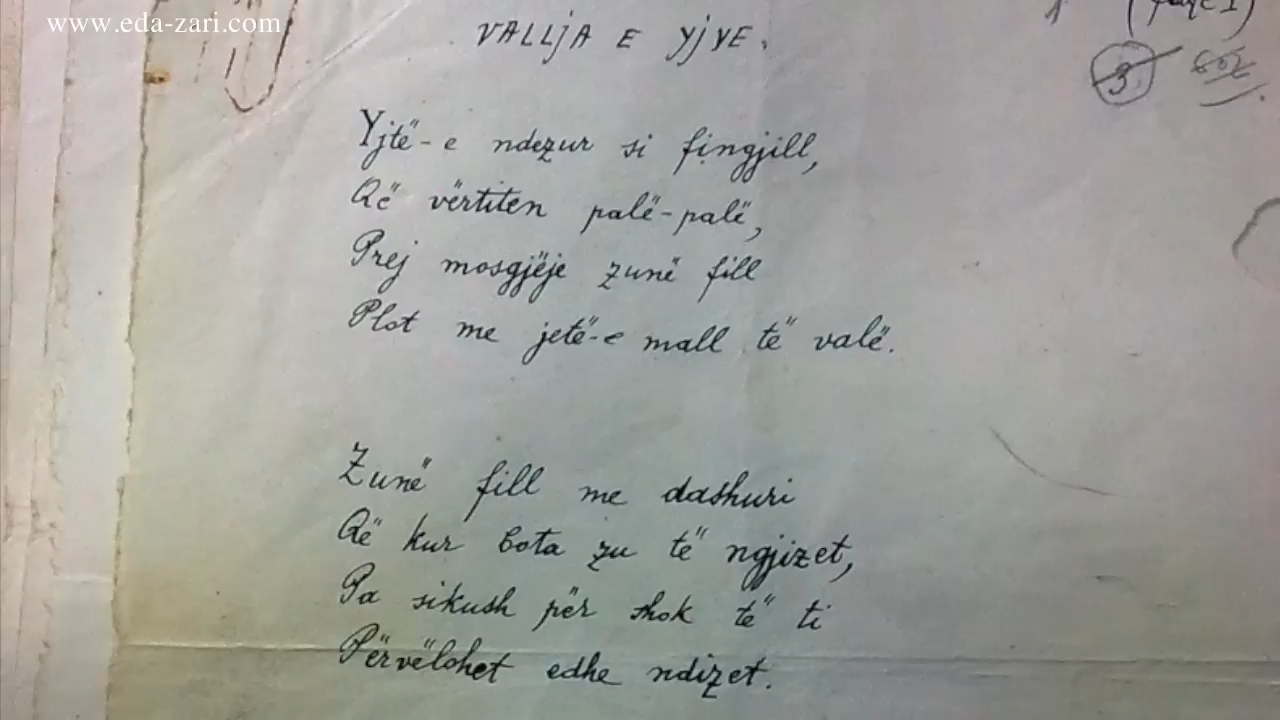 www.eda-zari.com
VALLJA E YJVE.
3.
Yjtë-e ndezur si fingjill,
Që vërtiten palë-palë,
Prej mosgjëje zunë fill
Plot me jetë-e mall të valë.
Zunë fill me dashuri
Që kur bota zu të ngjizet,
Pa sikush për shok të ti
Përvëlohet edhe ndizet.